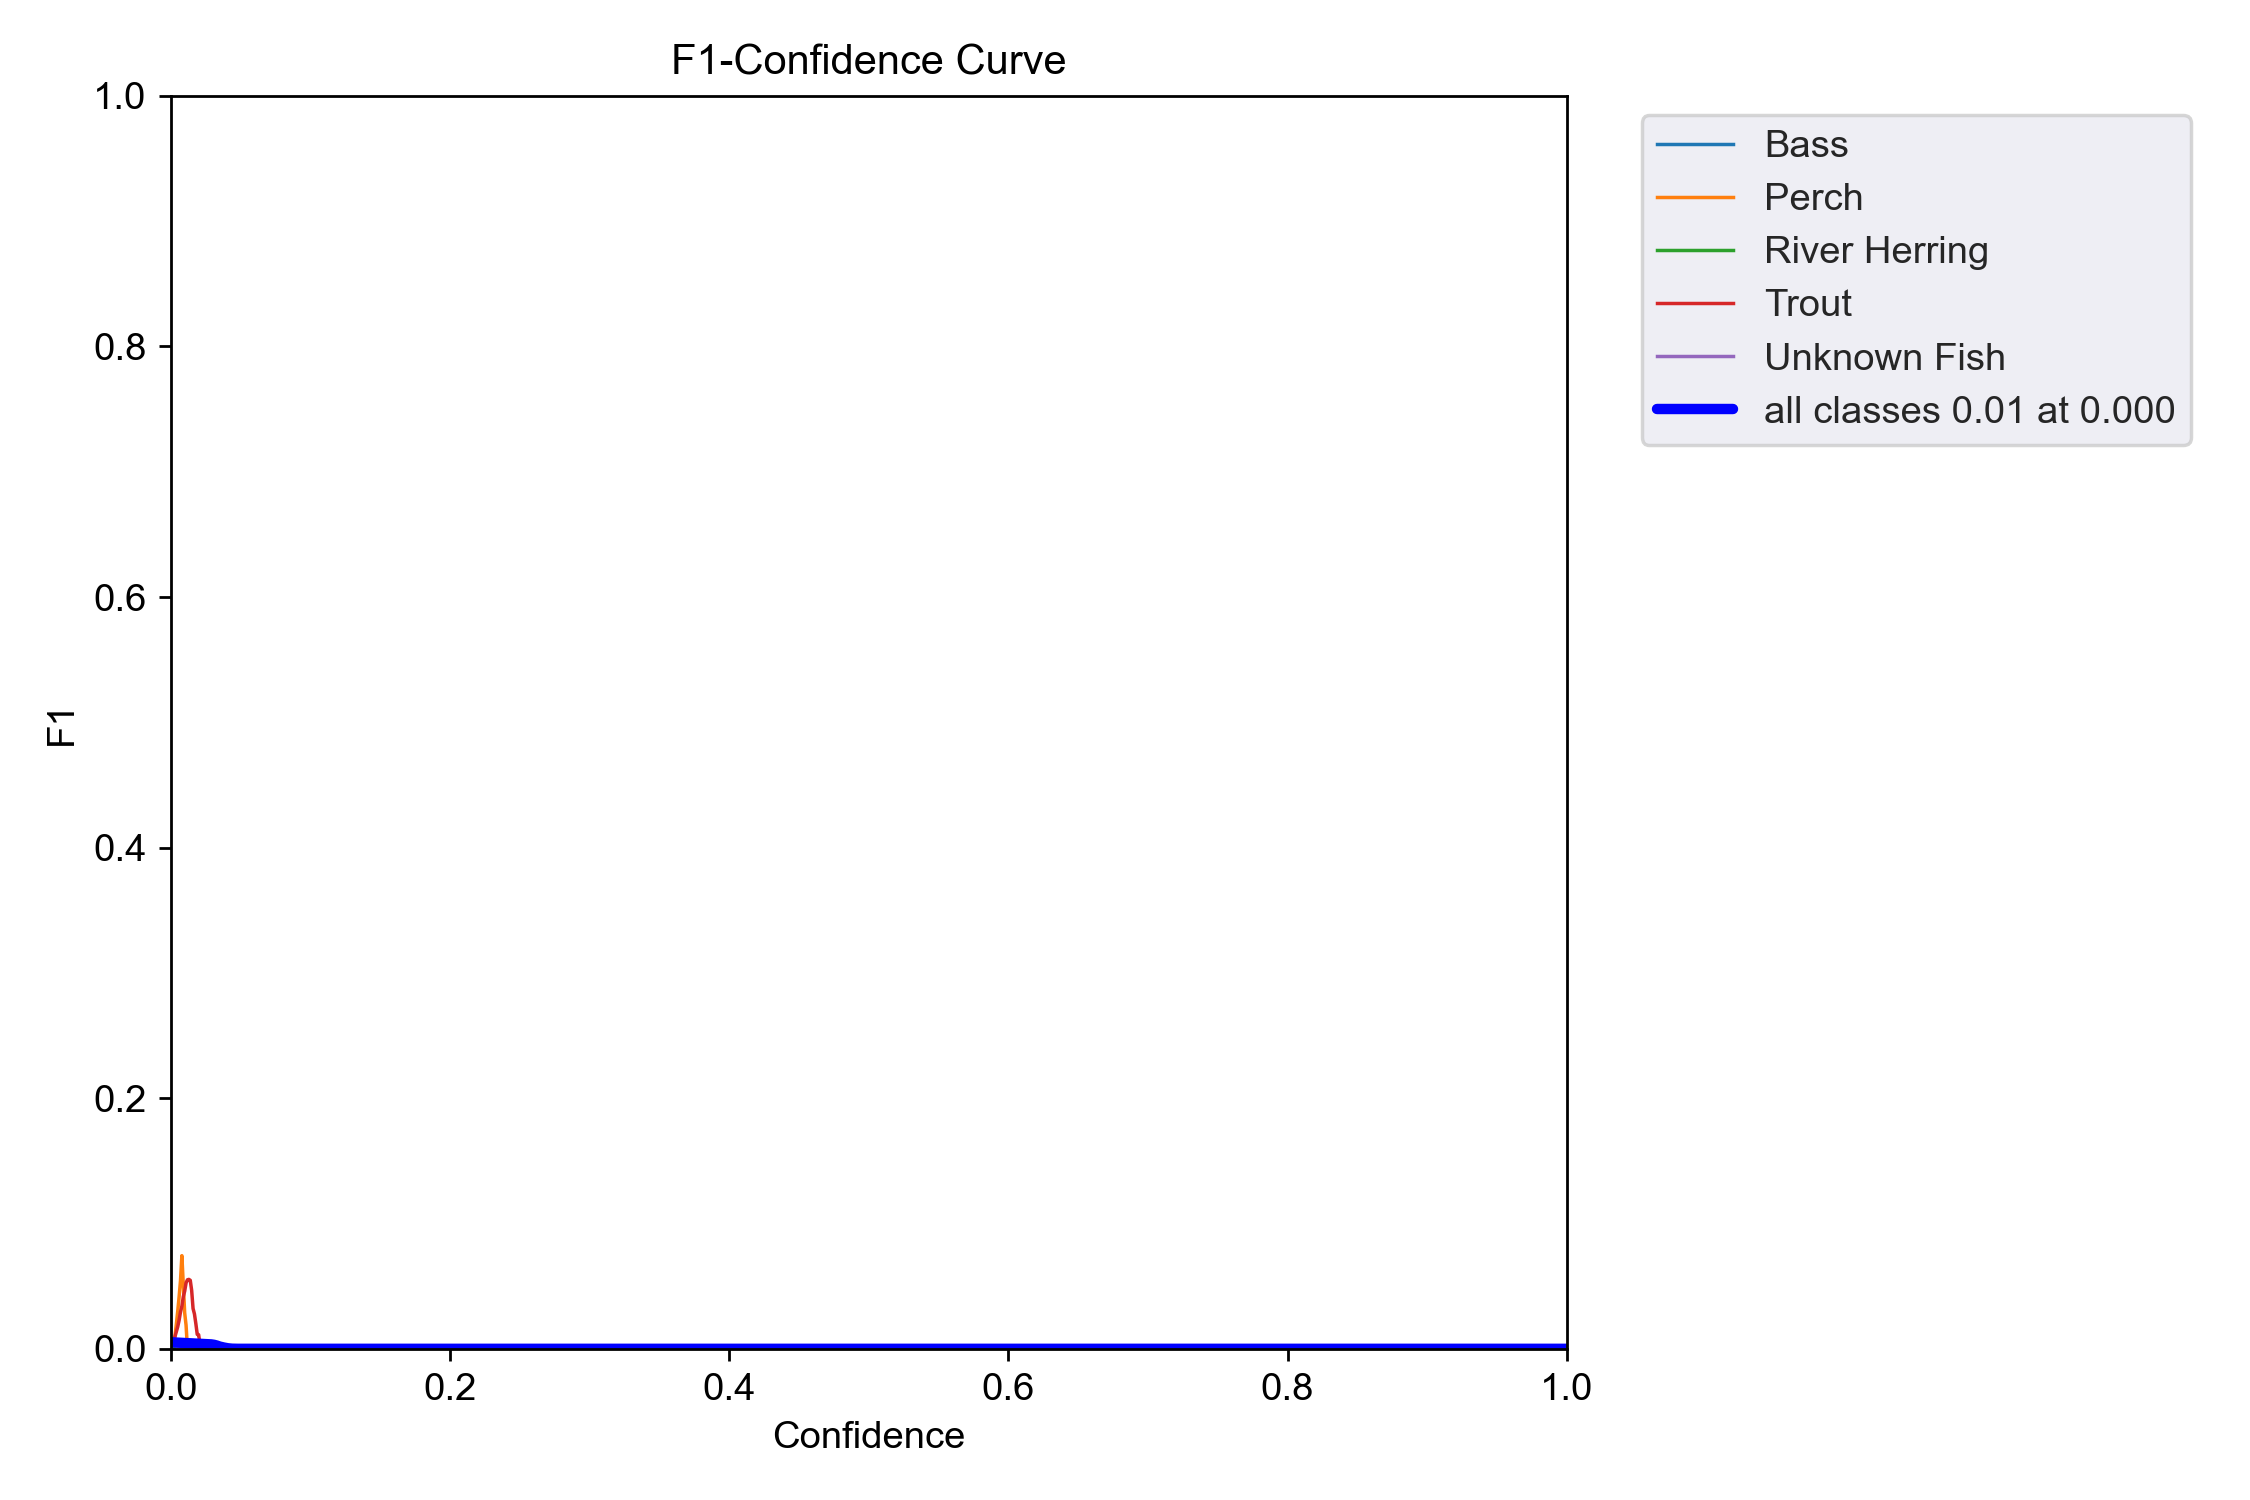 F1-Confidence Curve
1.0
0.8
0.6
0.4
0.2
0.0
F1
0.0 0.2 0.4 0.6 0.8 1.0
Confidence
Bass
Perch
River Herring
Trout
Unknown Fish
all classes 0.01 at 0.000